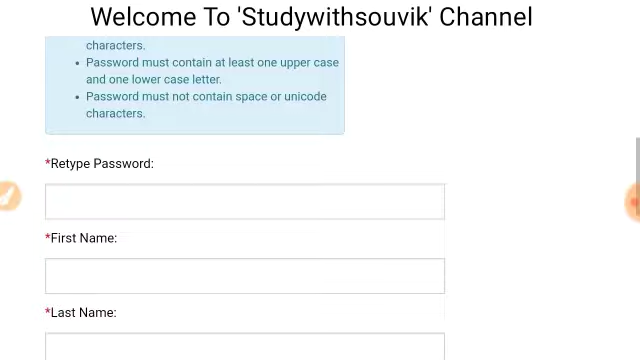 Welcome To 'Studywithsouvik' Channel
characters.
• Password must contain at least one upper case
and one lower case letter.
• Password must not contain space or unicode
characters.
*Retype Password:
*First Name:
*Last Name: